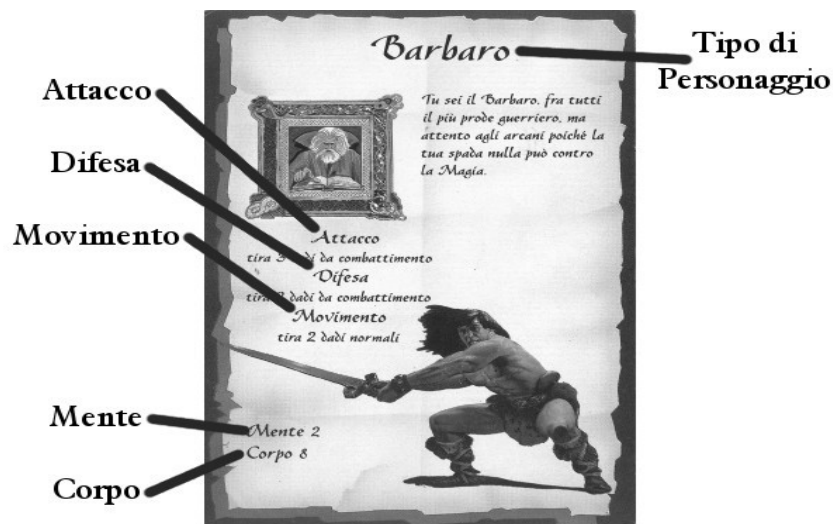 Barbaro
Tipo di
Personaggio
Attacco
Tu sei il Barbaro, fra tutti
il più prode guerriero, ma
attento agli arcani poiché la
tua spada nulla può contro
la Magia.
Difesa
Movimento
Attacco
tira 3 dadi da combattimento
Difesa
tira dadi da combattimento
Movimento
tira 2 dadi normali
Mente
Mente 2
Corpo 8
Corpo